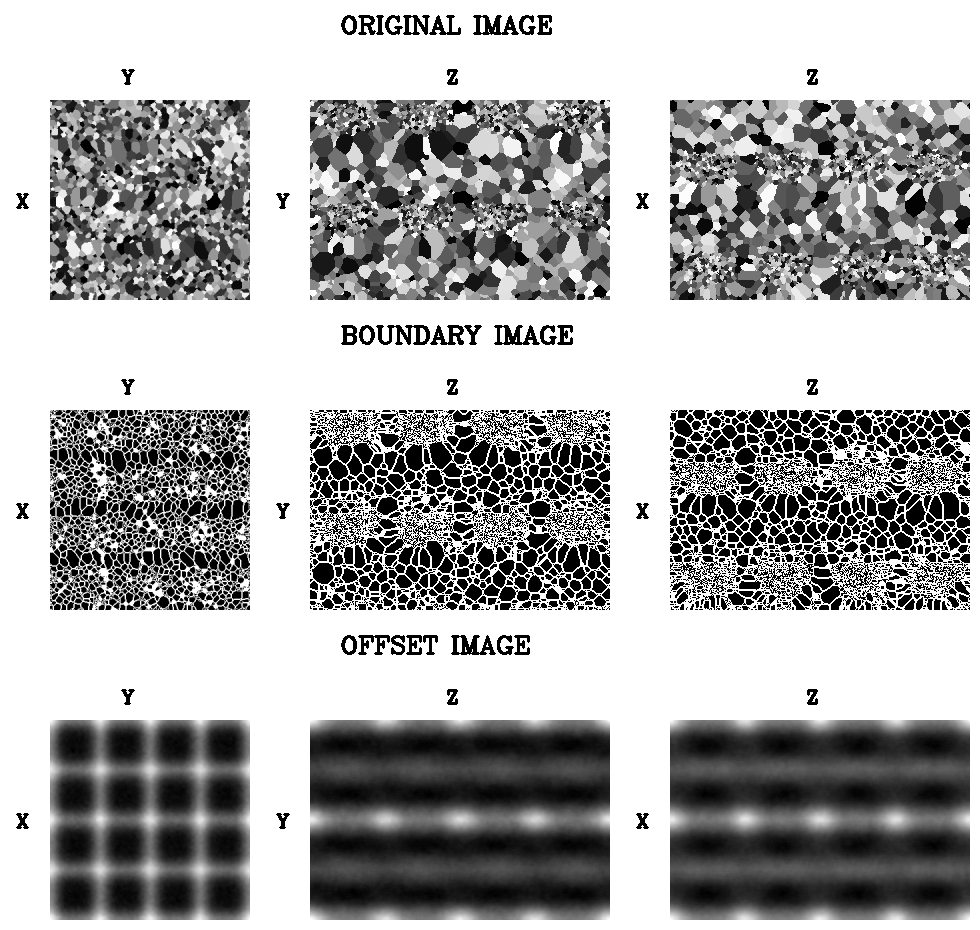 ORIGINAL IMAGE
Y Z Z
X Y X
BOUNDARY IMAGE
Y Z Z
X Y X
OFFSET IMAGE
Y Z Z
X Y X